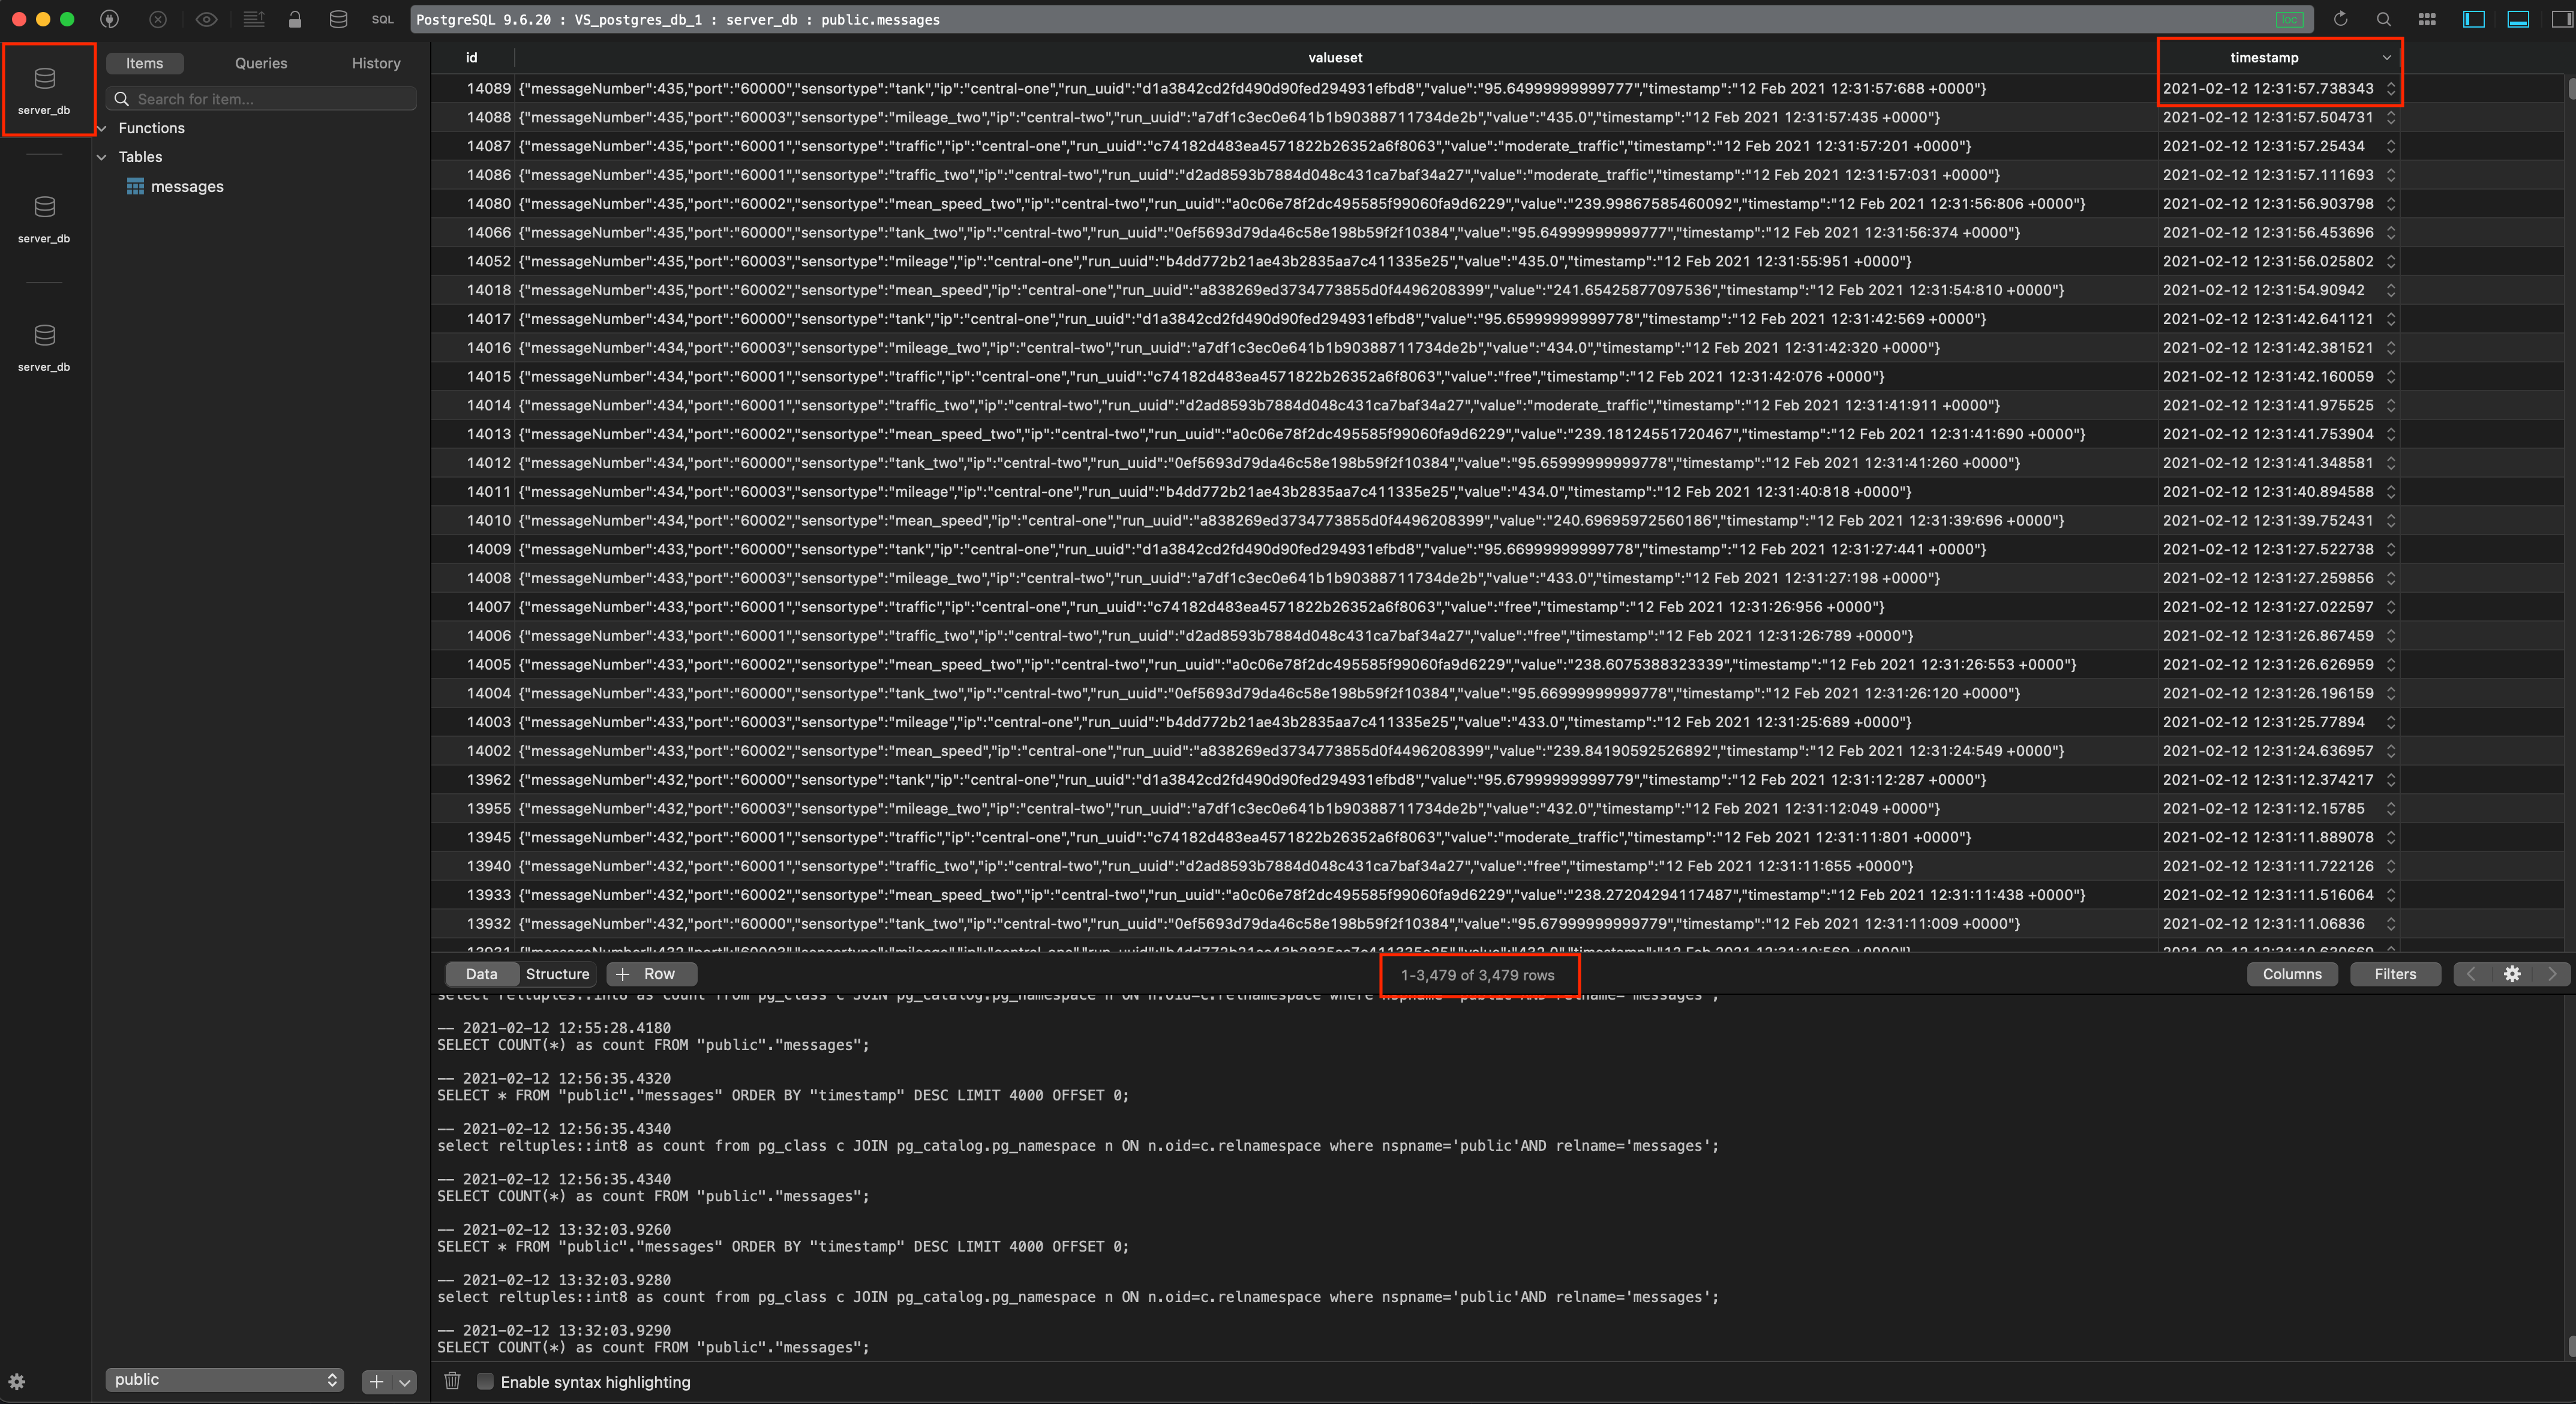 SQL
PostgreSQL 9.6.20 : VS_postgres_db_1 : server_db : public.messages
loc
server_db
server_db
server_db
Items Queries History
Search for item...
Functions
Tables
messages
id valueset timestamp
14089 {"messageNumber":435,"port":"60000","sensortype":"tank","ip":"central-one","run_uuid":"d1a3842cd2fd490d90fed294931efbd8","value":"95.64999999999777","timestamp":"12 Feb 2021 12:31:57:688 +0000"} 2021-02-12 12:31:57.738343
14088 {"messageNumber":435,"port":"60003","sensortype":"mileage_two","ip":"central-two","run_uuid":"a7df1c3ec0e641b1b90388711734de2b","value":"435.0","timestamp":"12 Feb 2021 12:31:57:435 +0000"} 2021-02-12 12:31:57.504731
14087 {"messageNumber":435,"port":"60001","sensortype":"traffic","ip":"central-one","run_uuid":"c74182d483ea4571822b26352a6f8063","value":"moderate_traffic","timestamp":"12 Feb 2021 12:31:57:201 +0000"} 2021-02-12 12:31:57.25434
14086 {"messageNumber":435,"port":"60001","sensortype":"traffic_two","ip":"central-two","run_uuid":"d2ad8593b7884d048c431ca7baf34a27","value":"moderate_traffic","timestamp":"12 Feb 2021 12:31:57:031 +0000"} 2021-02-12 12:31:57.111693
14080 {"messageNumber":435,"port":"60002","sensortype":"mean_speed_two","ip":"central-two","run_uuid":"a0c06e78f2dc495585f99060fa9d6229","value":"239.99867585460092","timestamp":"12 Feb 2021 12:31:56:806 +0000"} 2021-02-12 12:31:56.903798
14066 {"messageNumber":435,"port":"60000","sensortype":"tank_two","ip":"central-two","run_uuid":"0ef5693d79da46c58e198b59f2f10384","value":"95.64999999999777","timestamp":"12 Feb 2021 12:31:56:374 +0000"} 2021-02-12 12:31:56.453696
14052 {"messageNumber":435,"port":"60003","sensortype":"mileage","ip":"central-one","run_uuid":"b4dd772b21ae43b2835aa7c411335e25","value":"435.0","timestamp":"12 Feb 2021 12:31:55:951 +0000"} 2021-02-12 12:31:56.025802
14018 {"messageNumber":435,"port":"60002","sensortype":"mean_speed","ip":"central-one","run_uuid":"a838269ed3734773855d0f4496208399","value":"241.65425877097536","timestamp":"12 Feb 2021 12:31:54:810 +0000"} 2021-02-12 12:31:54.90942
14017 {"messageNumber":434,"port":"60000","sensortype":"tank","ip":"central-one","run_uuid":"d1a3842cd2fd490d90fed294931efbd8","value":"95.65999999999778","timestamp":"12 Feb 2021 12:31:42:569 +0000"} 2021-02-12 12:31:42.641121
14016 {"messageNumber":434,"port":"60003","sensortype":"mileage_two","ip":"central-two","run_uuid":"a7df1c3ec0e641b1b90388711734de2b","value":"434.0","timestamp":"12 Feb 2021 12:31:42:320 +0000"} 2021-02-12 12:31:42.381521
14015 {"messageNumber":434,"port":"60001","sensortype":"traffic","ip":"central-one","run_uuid":"c74182d483ea4571822b26352a6f8063","value":"free","timestamp":"12 Feb 2021 12:31:42:076 +0000"} 2021-02-12 12:31:42.160059
14014 {"messageNumber":434,"port":"60001","sensortype":"traffic_two","ip":"central-two","run_uuid":"d2ad8593b7884d048c431ca7baf34a27","value":"moderate_traffic","timestamp":"12 Feb 2021 12:31:41:911 +0000"} 2021-02-12 12:31:41.975525
14013 {"messageNumber":434,"port":"60002","sensortype":"mean_speed_two","ip":"central-two","run_uuid":"a0c06e78f2dc495585f99060fa9d6229","value":"239.18124551720467","timestamp":"12 Feb 2021 12:31:41:690 +0000"} 2021-02-12 12:31:41.753904
14012 {"messageNumber":434,"port":"60000","sensortype":"tank_two","ip":"central-two","run_uuid":"0ef5693d79da46c58e198b59f2f10384","value":"95.65999999999778","timestamp":"12 Feb 2021 12:31:41:260 +0000"} 2021-02-12 12:31:41.348581
14011 {"messageNumber":434,"port":"60003","sensortype":"mileage","ip":"central-one","run_uuid":"b4dd772b21ae43b2835aa7c411335e25","value":"434.0","timestamp":"12 Feb 2021 12:31:40:818 +0000"} 2021-02-12 12:31:40.894588
14010 {"messageNumber":434,"port":"60002","sensortype":"mean_speed","ip":"central-one","run_uuid":"a838269ed3734773855d0f4496208399","value":"240.69695972560186","timestamp":"12 Feb 2021 12:31:39:696 +0000"} 2021-02-12 12:31:39.752431
14009 {"messageNumber":433,"port":"60000","sensortype":"tank","ip":"central-one","run_uuid":"d1a3842cd2fd490d90fed294931efbd8","value":"95.66999999999778","timestamp":"12 Feb 2021 12:31:27:441 +0000"} 2021-02-12 12:31:27.522738
14008 {"messageNumber":433,"port":"60003","sensortype":"mileage_two","ip":"central-two","run_uuid":"a7df1c3ec0e641b1b90388711734de2b","value":"433.0","timestamp":"12 Feb 2021 12:31:27:198 +0000"} 2021-02-12 12:31:27.259856
14007 {"messageNumber":433,"port":"60001","sensortype":"traffic","ip":"central-one","run_uuid":"c74182d483ea4571822b26352a6f8063","value":"free","timestamp":"12 Feb 2021 12:31:26:956 +0000"} 2021-02-12 12:31:27.022597
14006 {"messageNumber":433,"port":"60001","sensortype":"traffic_two","ip":"central-two","run_uuid":"d2ad8593b7884d048c431ca7baf34a27","value":"free","timestamp":"12 Feb 2021 12:31:26:789 +0000"} 2021-02-12 12:31:26.867459
14005 {"messageNumber":433,"port":"60002","sensortype":"mean_speed_two","ip":"central-two","run_uuid":"a0c06e78f2dc495585f99060fa9d6229","value":"238.6075388323339","timestamp":"12 Feb 2021 12:31:26:553 +0000"} 2021-02-12 12:31:26.626959
14004 {"messageNumber":433,"port":"60000","sensortype":"tank_two","ip":"central-two","run_uuid":"0ef5693d79da46c58e198b59f2f10384","value":"95.66999999999778","timestamp":"12 Feb 2021 12:31:26:120 +0000"} 2021-02-12 12:31:26.196159
14003 {"messageNumber":433,"port":"60003","sensortype":"mileage","ip":"central-one","run_uuid":"b4dd772b21ae43b2835aa7c411335e25","value":"433.0","timestamp":"12 Feb 2021 12:31:25:689 +0000"} 2021-02-12 12:31:25.77894
14002 {"messageNumber":433,"port":"60002","sensortype":"mean_speed","ip":"central-one","run_uuid":"a838269ed3734773855d0f4496208399","value":"239.84190592526892","timestamp":"12 Feb 2021 12:31:24:549 +0000"} 2021-02-12 12:31:24.636957
13962 {"messageNumber":432,"port":"60000","sensortype":"tank","ip":"central-one","run_uuid":"d1a3842cd2fd490d90fed294931efbd8","value":"95.67999999999779","timestamp":"12 Feb 2021 12:31:12:287 +0000"} 2021-02-12 12:31:12.374217
13955 {"messageNumber":432,"port":"60003","sensortype":"mileage_two","ip":"central-two","run_uuid":"a7df1c3ec0e641b1b90388711734de2b","value":"432.0","timestamp":"12 Feb 2021 12:31:12:049 +0000"} 2021-02-12 12:31:12.15785
13945 {"messageNumber":432,"port":"60001","sensortype":"traffic","ip":"central-one","run_uuid":"c74182d483ea4571822b26352a6f8063","value":"moderate_traffic","timestamp":"12 Feb 2021 12:31:11:801 +0000"} 2021-02-12 12:31:11.889078
13940 {"messageNumber":432,"port":"60001","sensortype":"traffic_two","ip":"central-two","run_uuid":"d2ad8593b7884d048c431ca7baf34a27","value":"free","timestamp":"12 Feb 2021 12:31:11:655 +0000"} 2021-02-12 12:31:11.722126
13933 {"messageNumber":432,"port":"60002","sensortype":"mean_speed_two","ip":"central-two","run_uuid":"a0c06e78f2dc495585f99060fa9d6229","value":"238.27204294117487","timestamp":"12 Feb 2021 12:31:11:438 +0000"} 2021-02-12 12:31:11.516064
13932 {"messageNumber":432,"port":"60000","sensortype":"tank_two","ip":"central-two","run_uuid":"0ef5693d79da46c58e198b59f2f10384","value":"95.67999999999779","timestamp":"12 Feb 2021 12:31:11:009 +0000"} 2021-02-12 12:31:11.06836
Data Structure + Row 1-3,479 of 3,479 rows Columns Filters
select reltuples::int8 as count from pg_class c JOIN pg_catalog.pg_namespace n ON n.oid=c.relnamespace where nspname='public'AND relname='messages';
-- 2021-02-12 12:55:28.4180
SELECT COUNT(*) as count FROM "public"."messages";
-- 2021-02-12 12:56:35.4320
SELECT * FROM "public"."messages" ORDER BY "timestamp" DESC LIMIT 4000 OFFSET 0;
-- 2021-02-12 12:56:35.4340
select reltuples::int8 as count from pg_class c JOIN pg_catalog.pg_namespace n ON n.oid=c.relnamespace where nspname='public'AND relname='messages';
-- 2021-02-12 12:56:35.4340
SELECT COUNT(*) as count FROM "public"."messages";
-- 2021-02-12 13:32:03.9260
SELECT * FROM "public"."messages" ORDER BY "timestamp" DESC LIMIT 4000 OFFSET 0;
-- 2021-02-12 13:32:03.9280
select reltuples::int8 as count from pg_class c JOIN pg_catalog.pg_namespace n ON n.oid=c.relnamespace where nspname='public'AND relname='messages';
-- 2021-02-12 13:32:03.9290
SELECT COUNT(*) as count FROM "public"."messages";
public
Enable syntax highlighting